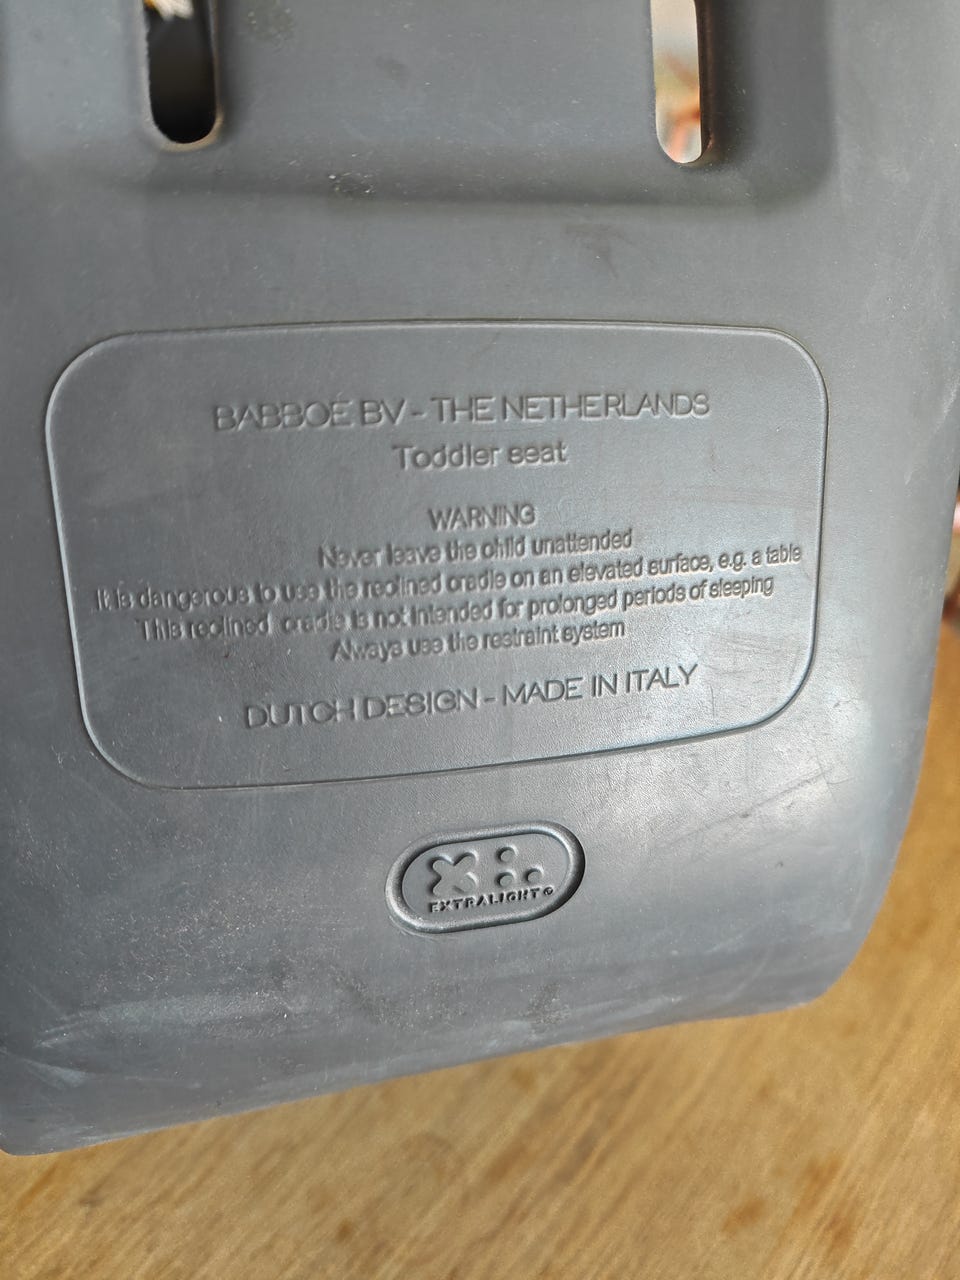 BABBOE BV - THE NETHERLANDS
Toddler seat
WARNING
Never leave the child unattended
It is dangerous to use the reclined cradle on an elevated surface, e.g. a table
This reclined cradle is not intended for prolonged periods of sleeping
Always use the restraint system
DUTCH DESIGN - MADE IN ITALY
XL
EXTRALIGHT®